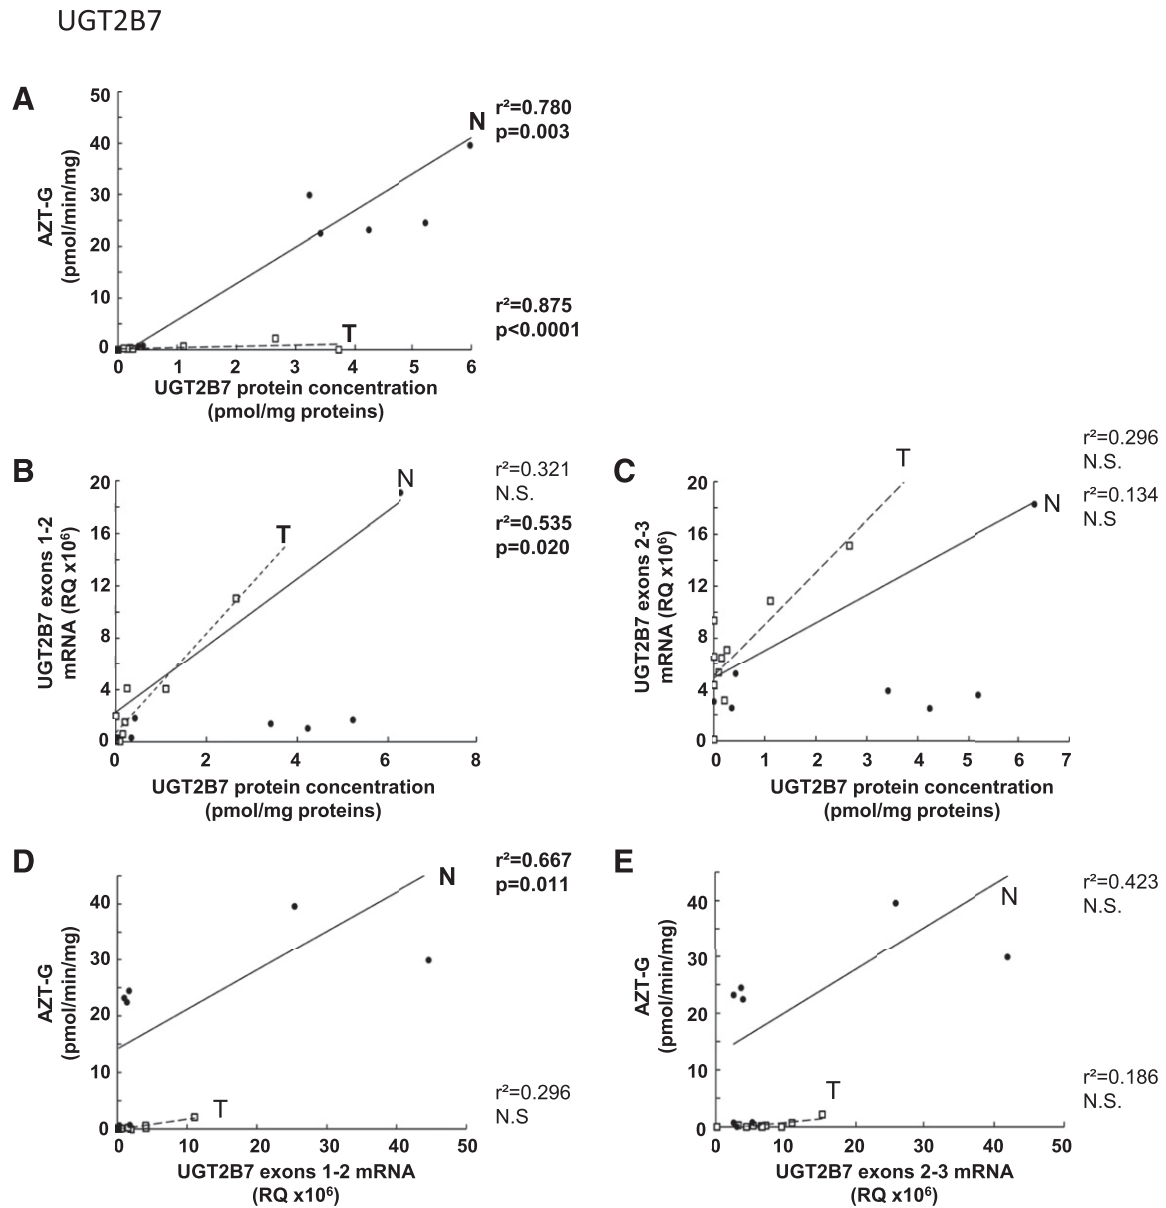 UGT2B7
A
AZT-G
(pmol/min/mg)
50
40
30
20
10
0
0 1 2 3 4 5 6
UGT2B7 protein concentration
(pmol/mg proteins)
N
T
r²=0.780
p=0.003
r²=0.875
p<0.0001
B
UGT2B7 exons 1-2
mRNA (RQ x10⁶)
20
16
12
8
4
0
0 2 4 6 8
UGT2B7 protein concentration
(pmol/mg proteins)
N
T
r²=0.321
N.S.
r²=0.535
p=0.020
C
UGT2B7 exons 2-3
mRNA (RQ x10⁶)
20
16
12
8
4
0
0 1 2 3 4 5 6 7
UGT2B7 protein concentration
(pmol/mg proteins)
T
N
r²=0.296
N.S.
r²=0.134
N.S
D
AZT-G
(pmol/min/mg)
40
30
20
10
0
0 10 20 30 40 50
UGT2B7 exons 1-2 mRNA
(RQ x10⁶)
N
T
r²=0.667
p=0.011
r²=0.296
N.S
E
AZT-G
(pmol/min/mg)
40
30
20
10
0
0 10 20 30 40 50
UGT2B7 exons 2-3 mRNA
(RQ x10⁶)
N
T
r²=0.423
N.S.
r²=0.186
N.S.